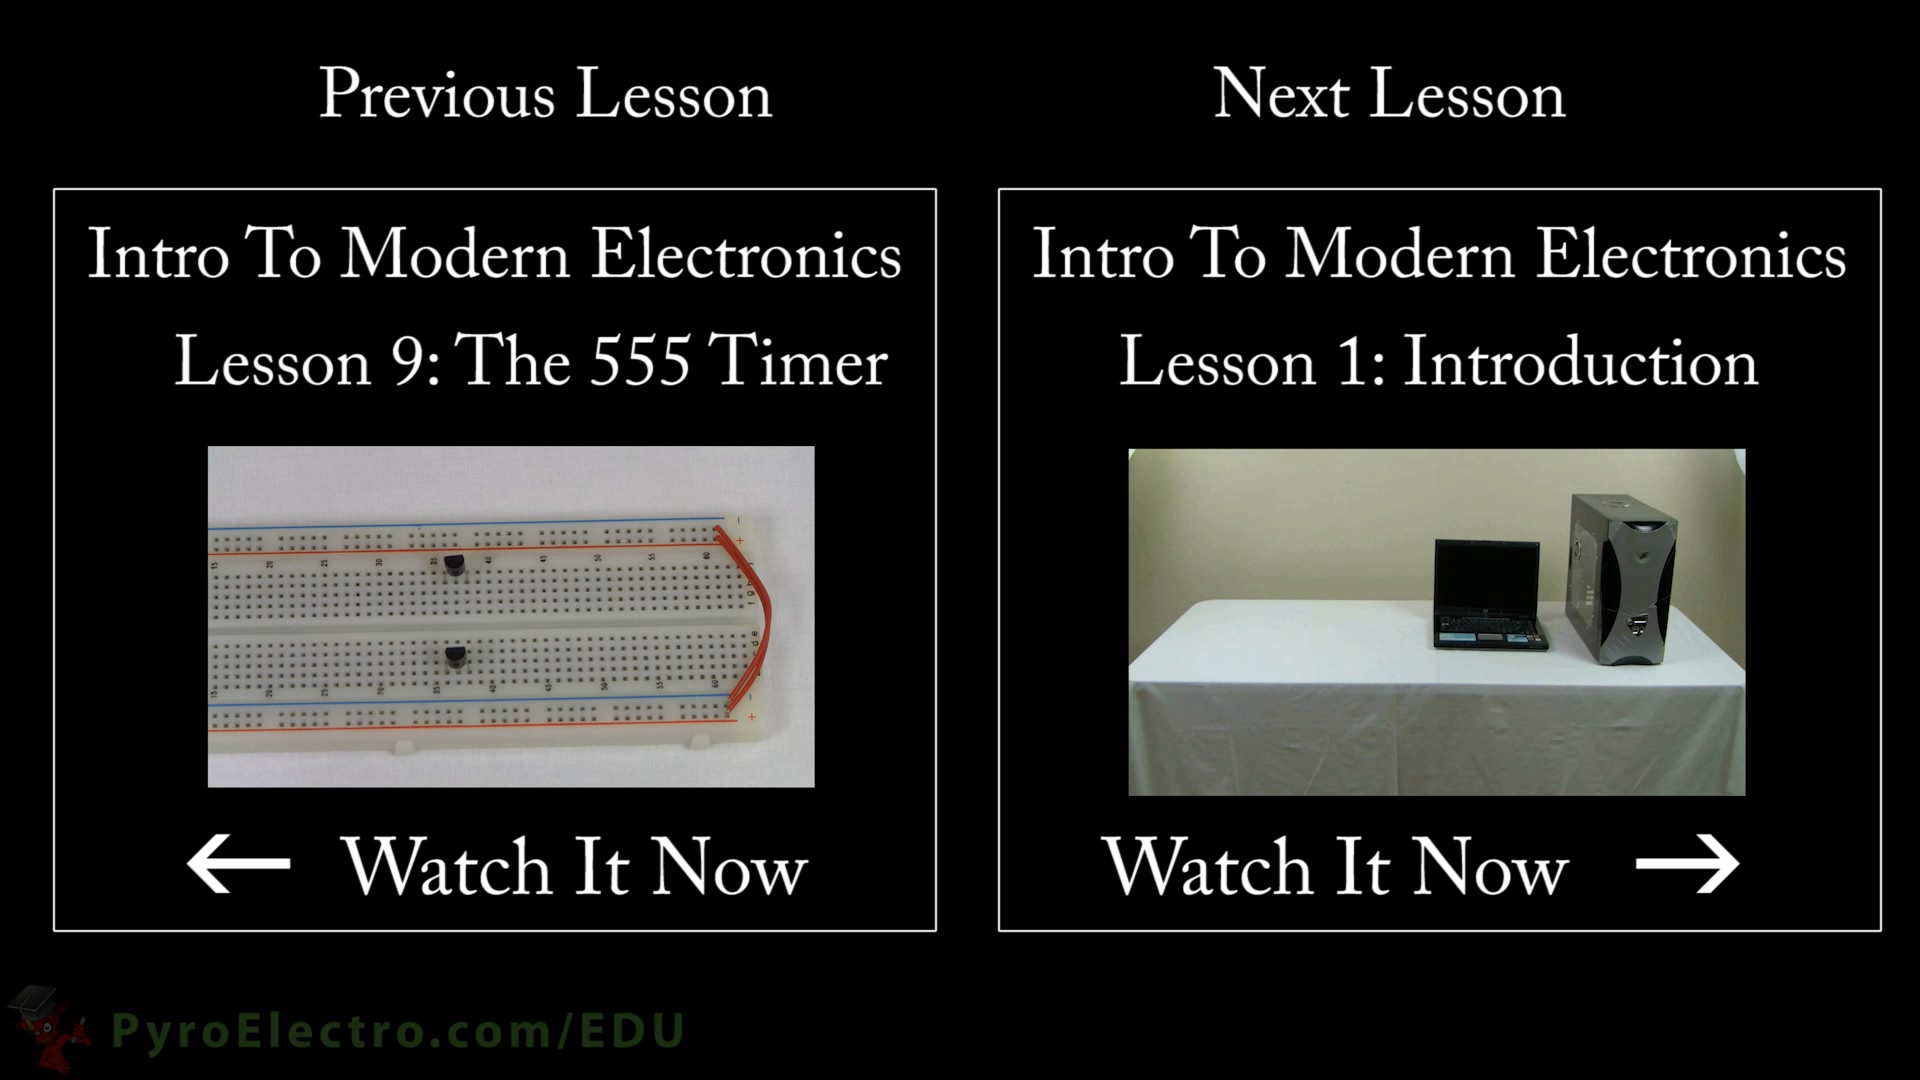 Previous Lesson
Intro To Modern Electronics
Lesson 9: The 555 Timer
← Watch It Now
Next Lesson
Intro To Modern Electronics
Lesson 1: Introduction
Watch It Now →
PyroElectro.com/EDU